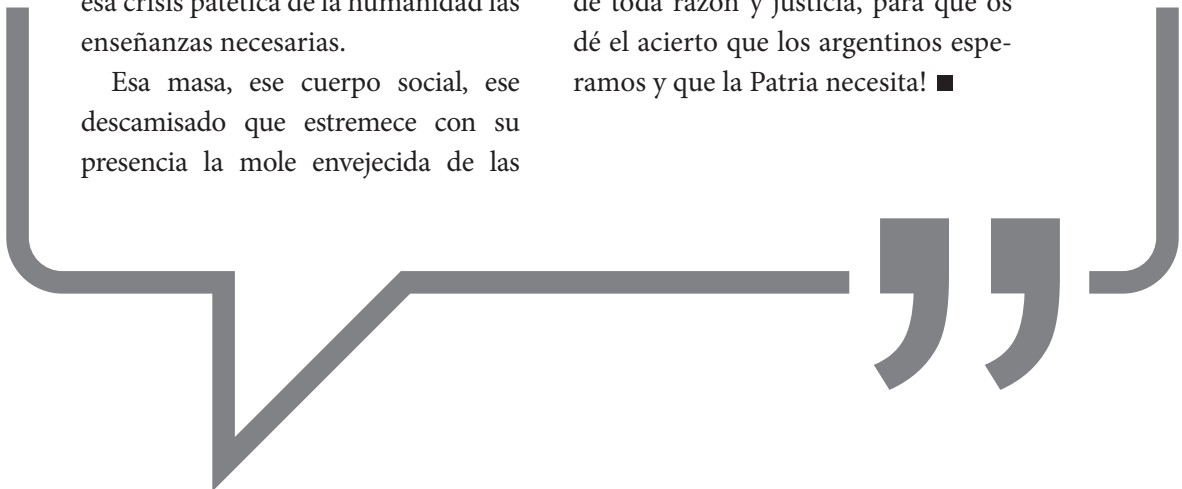 esa crisis patética de la humanidad las
enseñanzas necesarias.
Esa masa, ese cuerpo social, ese
descamisado que estremece con su
presencia la mole envejecida de las
de toda razón y justicia, para que os
dé el acierto que los argentinos espe-
ramos y que la Patria necesita! ■